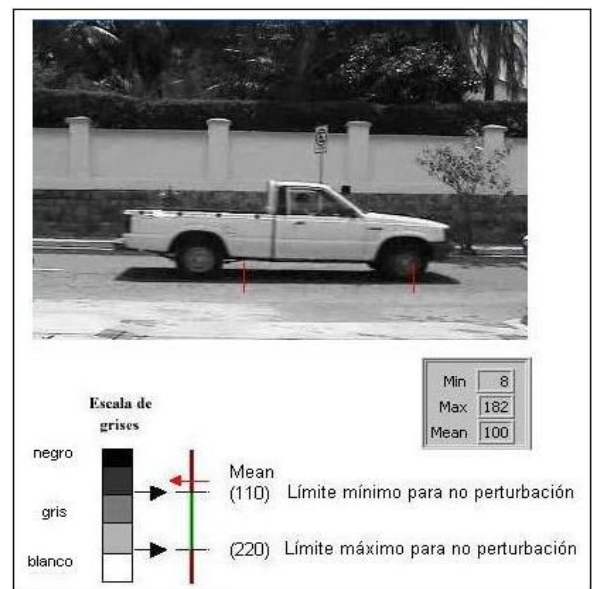 Min 8
Max 182
Mean 100
Escala de
grises
negro
gris
blanco
Mean
(110) Límite mínimo para no perturbación
(220) Límite máximo para no perturbación